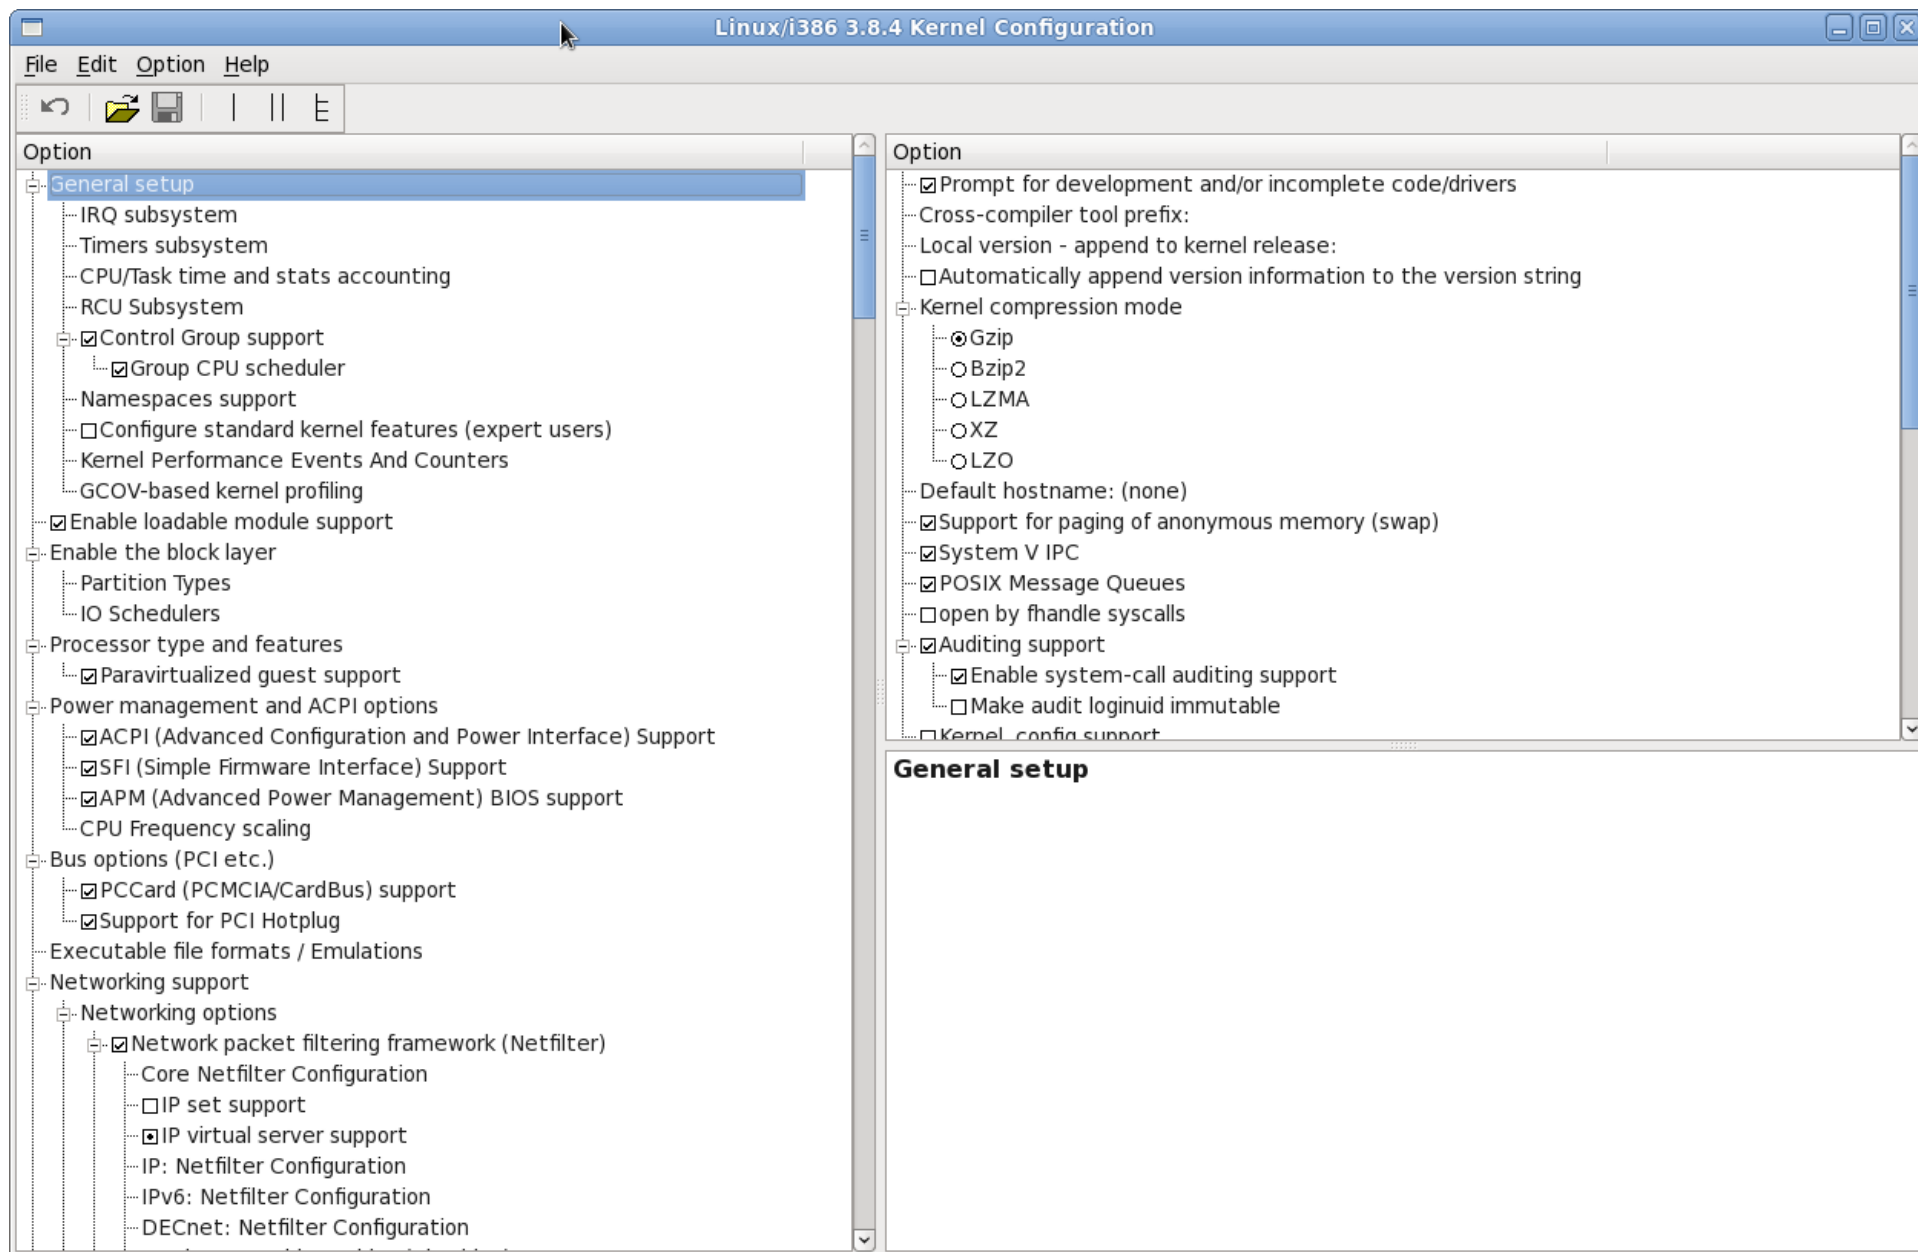 Linux/i386 3.8.4 Kernel Configuration
File Edit Option Help
Option
General setup
IRQ subsystem
Timers subsystem
CPU/Task time and stats accounting
RCU Subsystem
Control Group support
Group CPU scheduler
Namespaces support
Configure standard kernel features (expert users)
Kernel Performance Events And Counters
GCOV-based kernel profiling
Enable loadable module support
Enable the block layer
Partition Types
IO Schedulers
Processor type and features
Paravirtualized guest support
Power management and ACPI options
ACPI (Advanced Configuration and Power Interface) Support
SFI (Simple Firmware Interface) Support
APM (Advanced Power Management) BIOS support
CPU Frequency scaling
Bus options (PCI etc.)
PCCard (PCMCIA/CardBus) support
Support for PCI Hotplug
Executable file formats / Emulations
Networking support
Networking options
Network packet filtering framework (Netfilter)
Core Netfilter Configuration
IP set support
IP virtual server support
IP: Netfilter Configuration
IPv6: Netfilter Configuration
DECnet: Netfilter Configuration
Option
Prompt for development and/or incomplete code/drivers
Cross-compiler tool prefix:
Local version - append to kernel release:
Automatically append version information to the version string
Kernel compression mode
Gzip
Bzip2
LZMA
XZ
LZO
Default hostname: (none)
Support for paging of anonymous memory (swap)
System V IPC
POSIX Message Queues
open by fhandle syscalls
Auditing support
Enable system-call auditing support
Make audit loginuid immutable
Kernel .config support
General setup